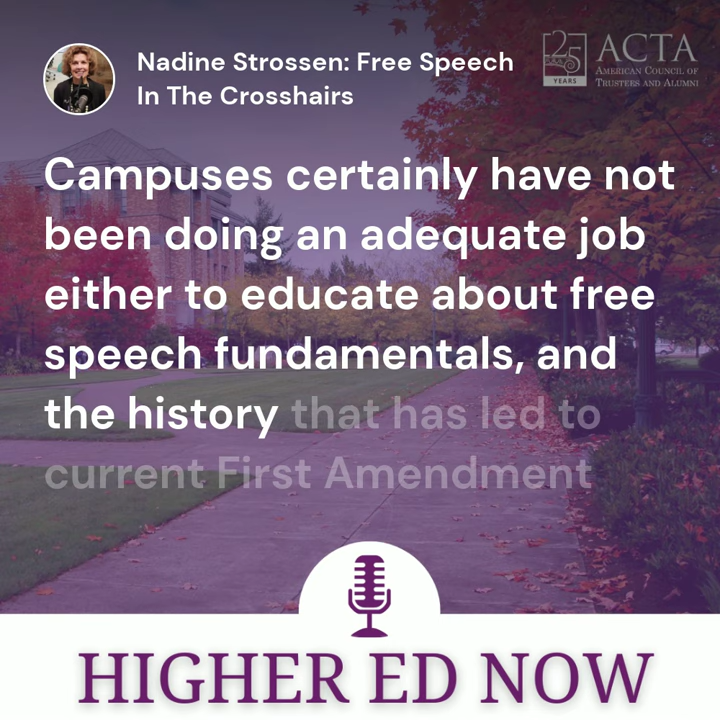 Nadine Strossen: Free Speech
In The Crosshairs
25
YEARS
ACTA
AMERICAN COUNCIL OF
TRUSTEES AND ALUMNI
Campuses certainly have not
been doing an adequate job
either to educate about free
speech fundamentals, and
the history that has led to
current First Amendment
HIGHER ED NOW